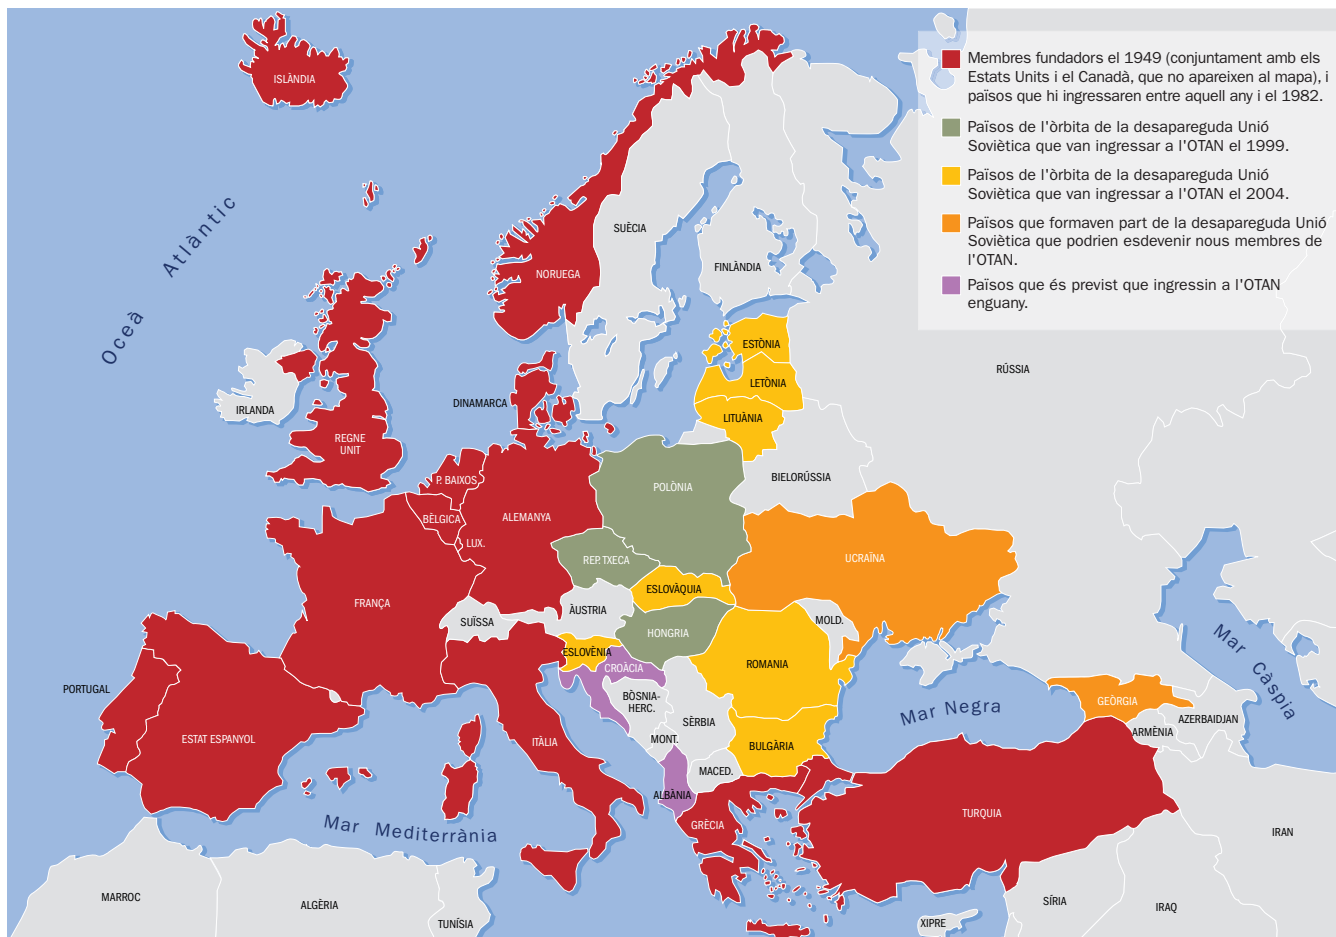 Membres fundadors el 1949 (conjuntament amb els
Estats Units i el Canadà, que no apareixen al mapa), i
països que hi ingressaren entre aquell any i el 1982.
Països de l'òrbita de la desapareguda Unió
Soviètica que van ingressar a l'OTAN el 1999.
Països de l'òrbita de la desapareguda Unió
Soviètica que van ingressar a l'OTAN el 2004.
Països que formaven part de la desapareguda Unió
Soviètica que podrien esdevenir nous membres de
l'OTAN.
Països que és previst que ingressin a l'OTAN
enguany.
ISLÀNDIA
Oceà Atlàntic
SUÈCIA
NORUEGA
FINLÀNDIA
ESTÒNIA
RÚSSIA
LETÒNIA
DINAMARCA
IRLANDA
LITUÀNIA
REGNE
UNIT
P. BAIXOS
BIELORÚSSIA
POLÒNIA
BÈLGICA
ALEMANYA
LUX.
REP. TXECA
UCRAÏNA
ESLOVÀQUIA
FRANÇA
ÀUSTRIA
SUÏSSA
MOLD.
HONGRIA
ESLOVÈNIA
CROÀCIA
ROMANIA
Mar Càspia
PORTUGAL
BÒSNIA-
HERC.
GEÒRGIA
Mar Negra
SÈRBIA
AZERBAIDJAN
ESTAT ESPANYOL
ITÀLIA
MONT.
BULGÀRIA
ARMÈNIA
MACED.
ALBÀNIA
TURQUIA
GRÈCIA
Mar Mediterrània
IRAN
MARROC
ALGÈRIA
TUNÍSIA
XIPRE
SÍRIA
IRAQ